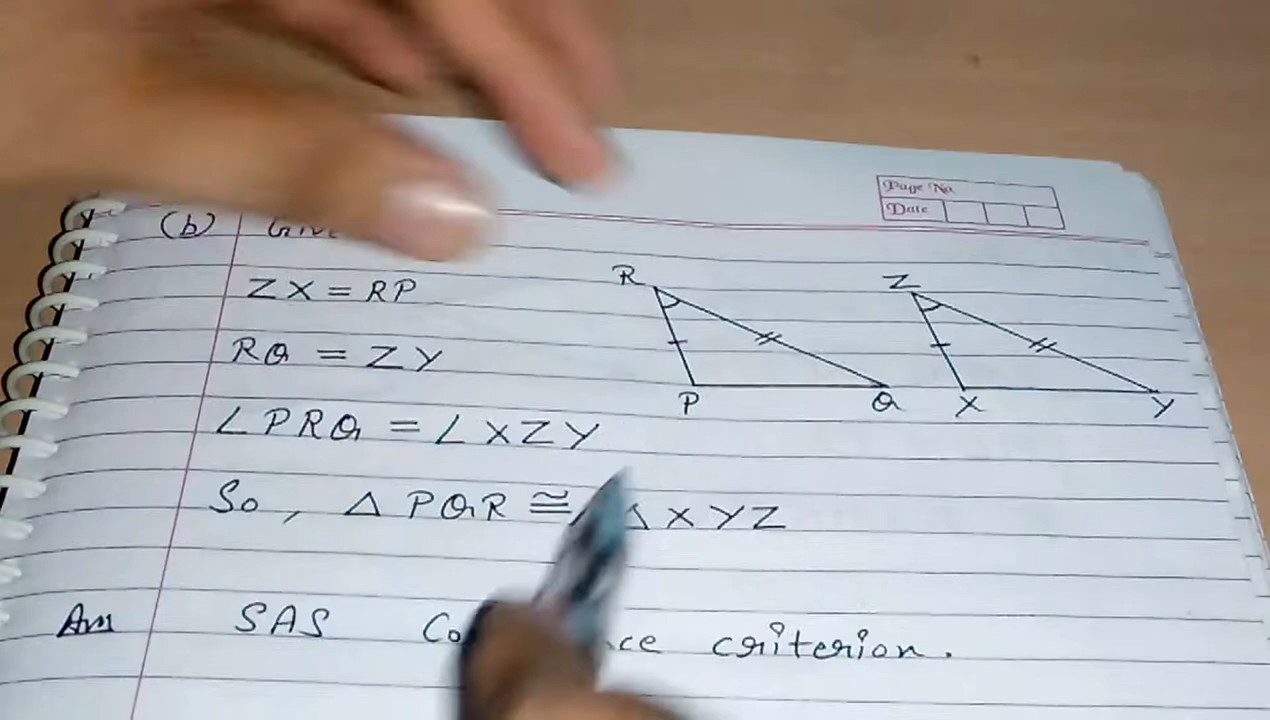 Page No.
Date
(b)
ZX = RP
RQ = ZY
∠PRQ = ∠XZY
So, △PQR ≅ △XYZ
Ans SAS criterion.
R
P
Q
Z
X
Y